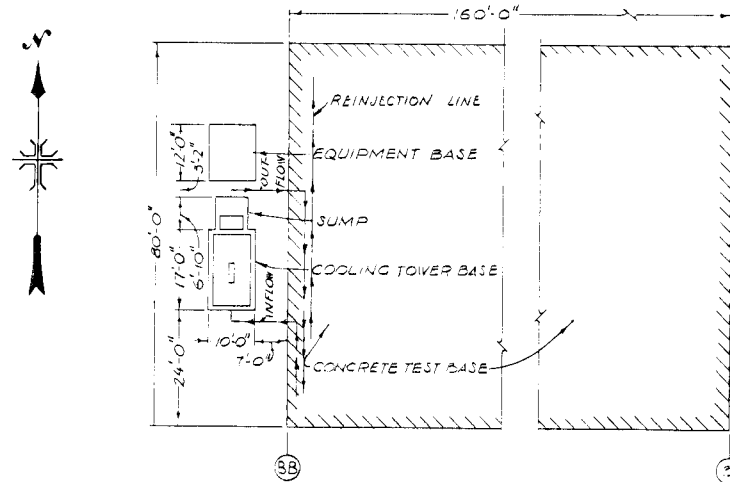 160'-0"
N
REINJECTION LINE
EQUIPMENT BASE
OUT-
FLOW
12'-0"
3'-2"
SUMP
80'-0"
17'-0"
6'-10"
COOLING TOWER BASE
INFLOW
10'-0"
7'-0"
24'-0"
CONCRETE TEST BASE
BB